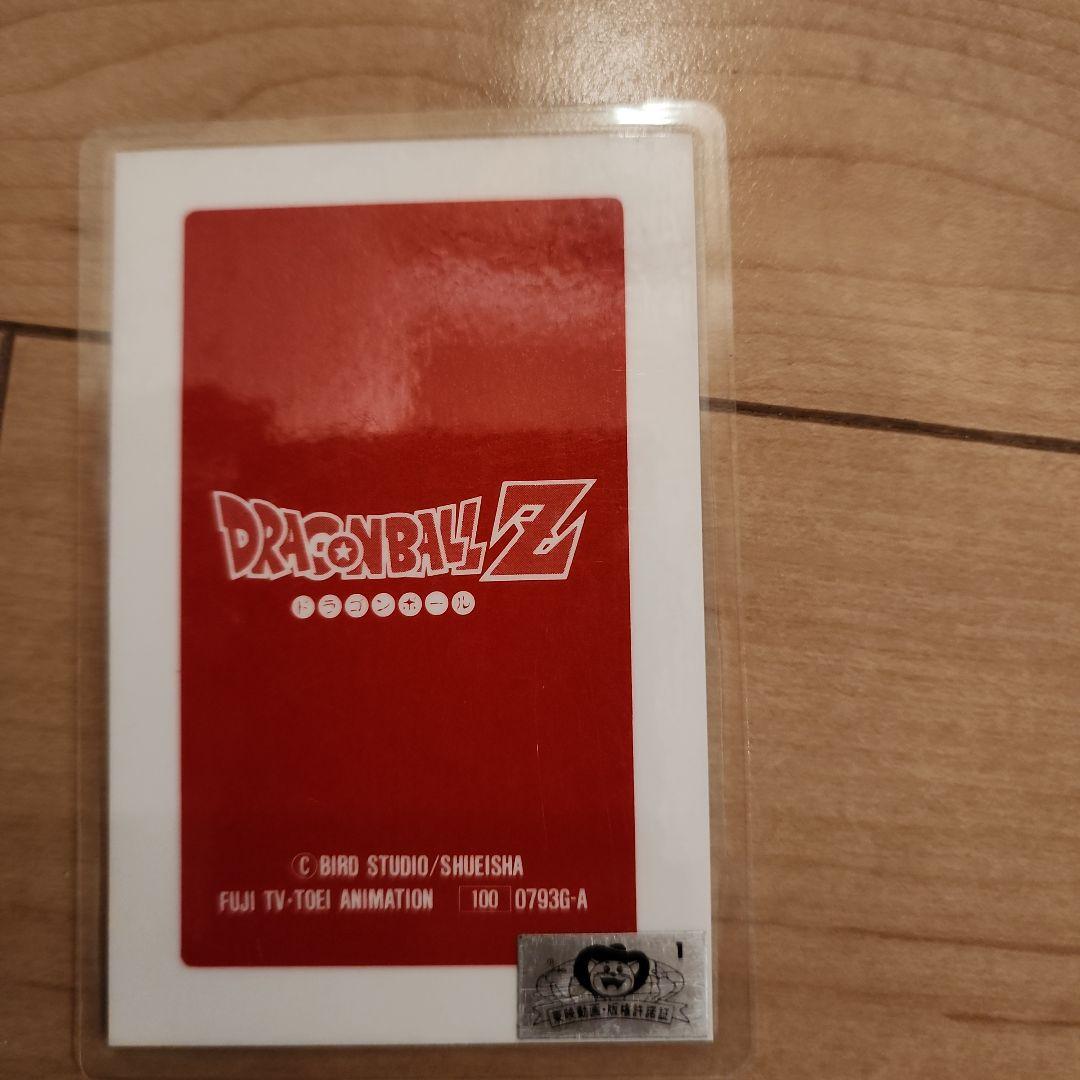 DRAGONBALL Z
ドラゴンボール
©BIRD STUDIO/SHUEISHA
FUJI TV・TOEI ANIMATION 100 0793G-A
1
東映動画・版権許諾証